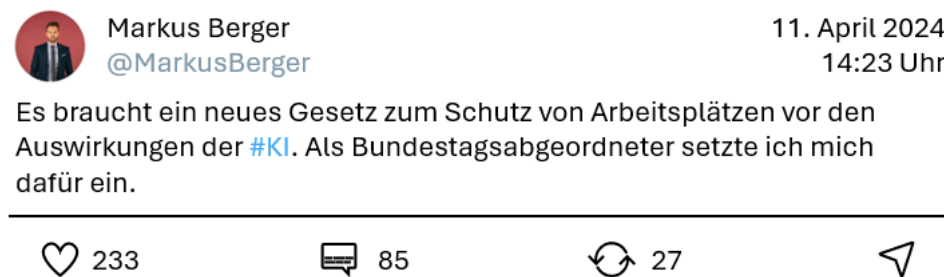 Markus Berger
11. April 2024
@MarkusBerger
14:23 Uhr
Es braucht ein neues Gesetz zum Schutz von Arbeitsplätzen vor den
Auswirkungen der #KI. Als Bundestagsabgeordneter setzte ich mich
dafür ein.
233
85
27